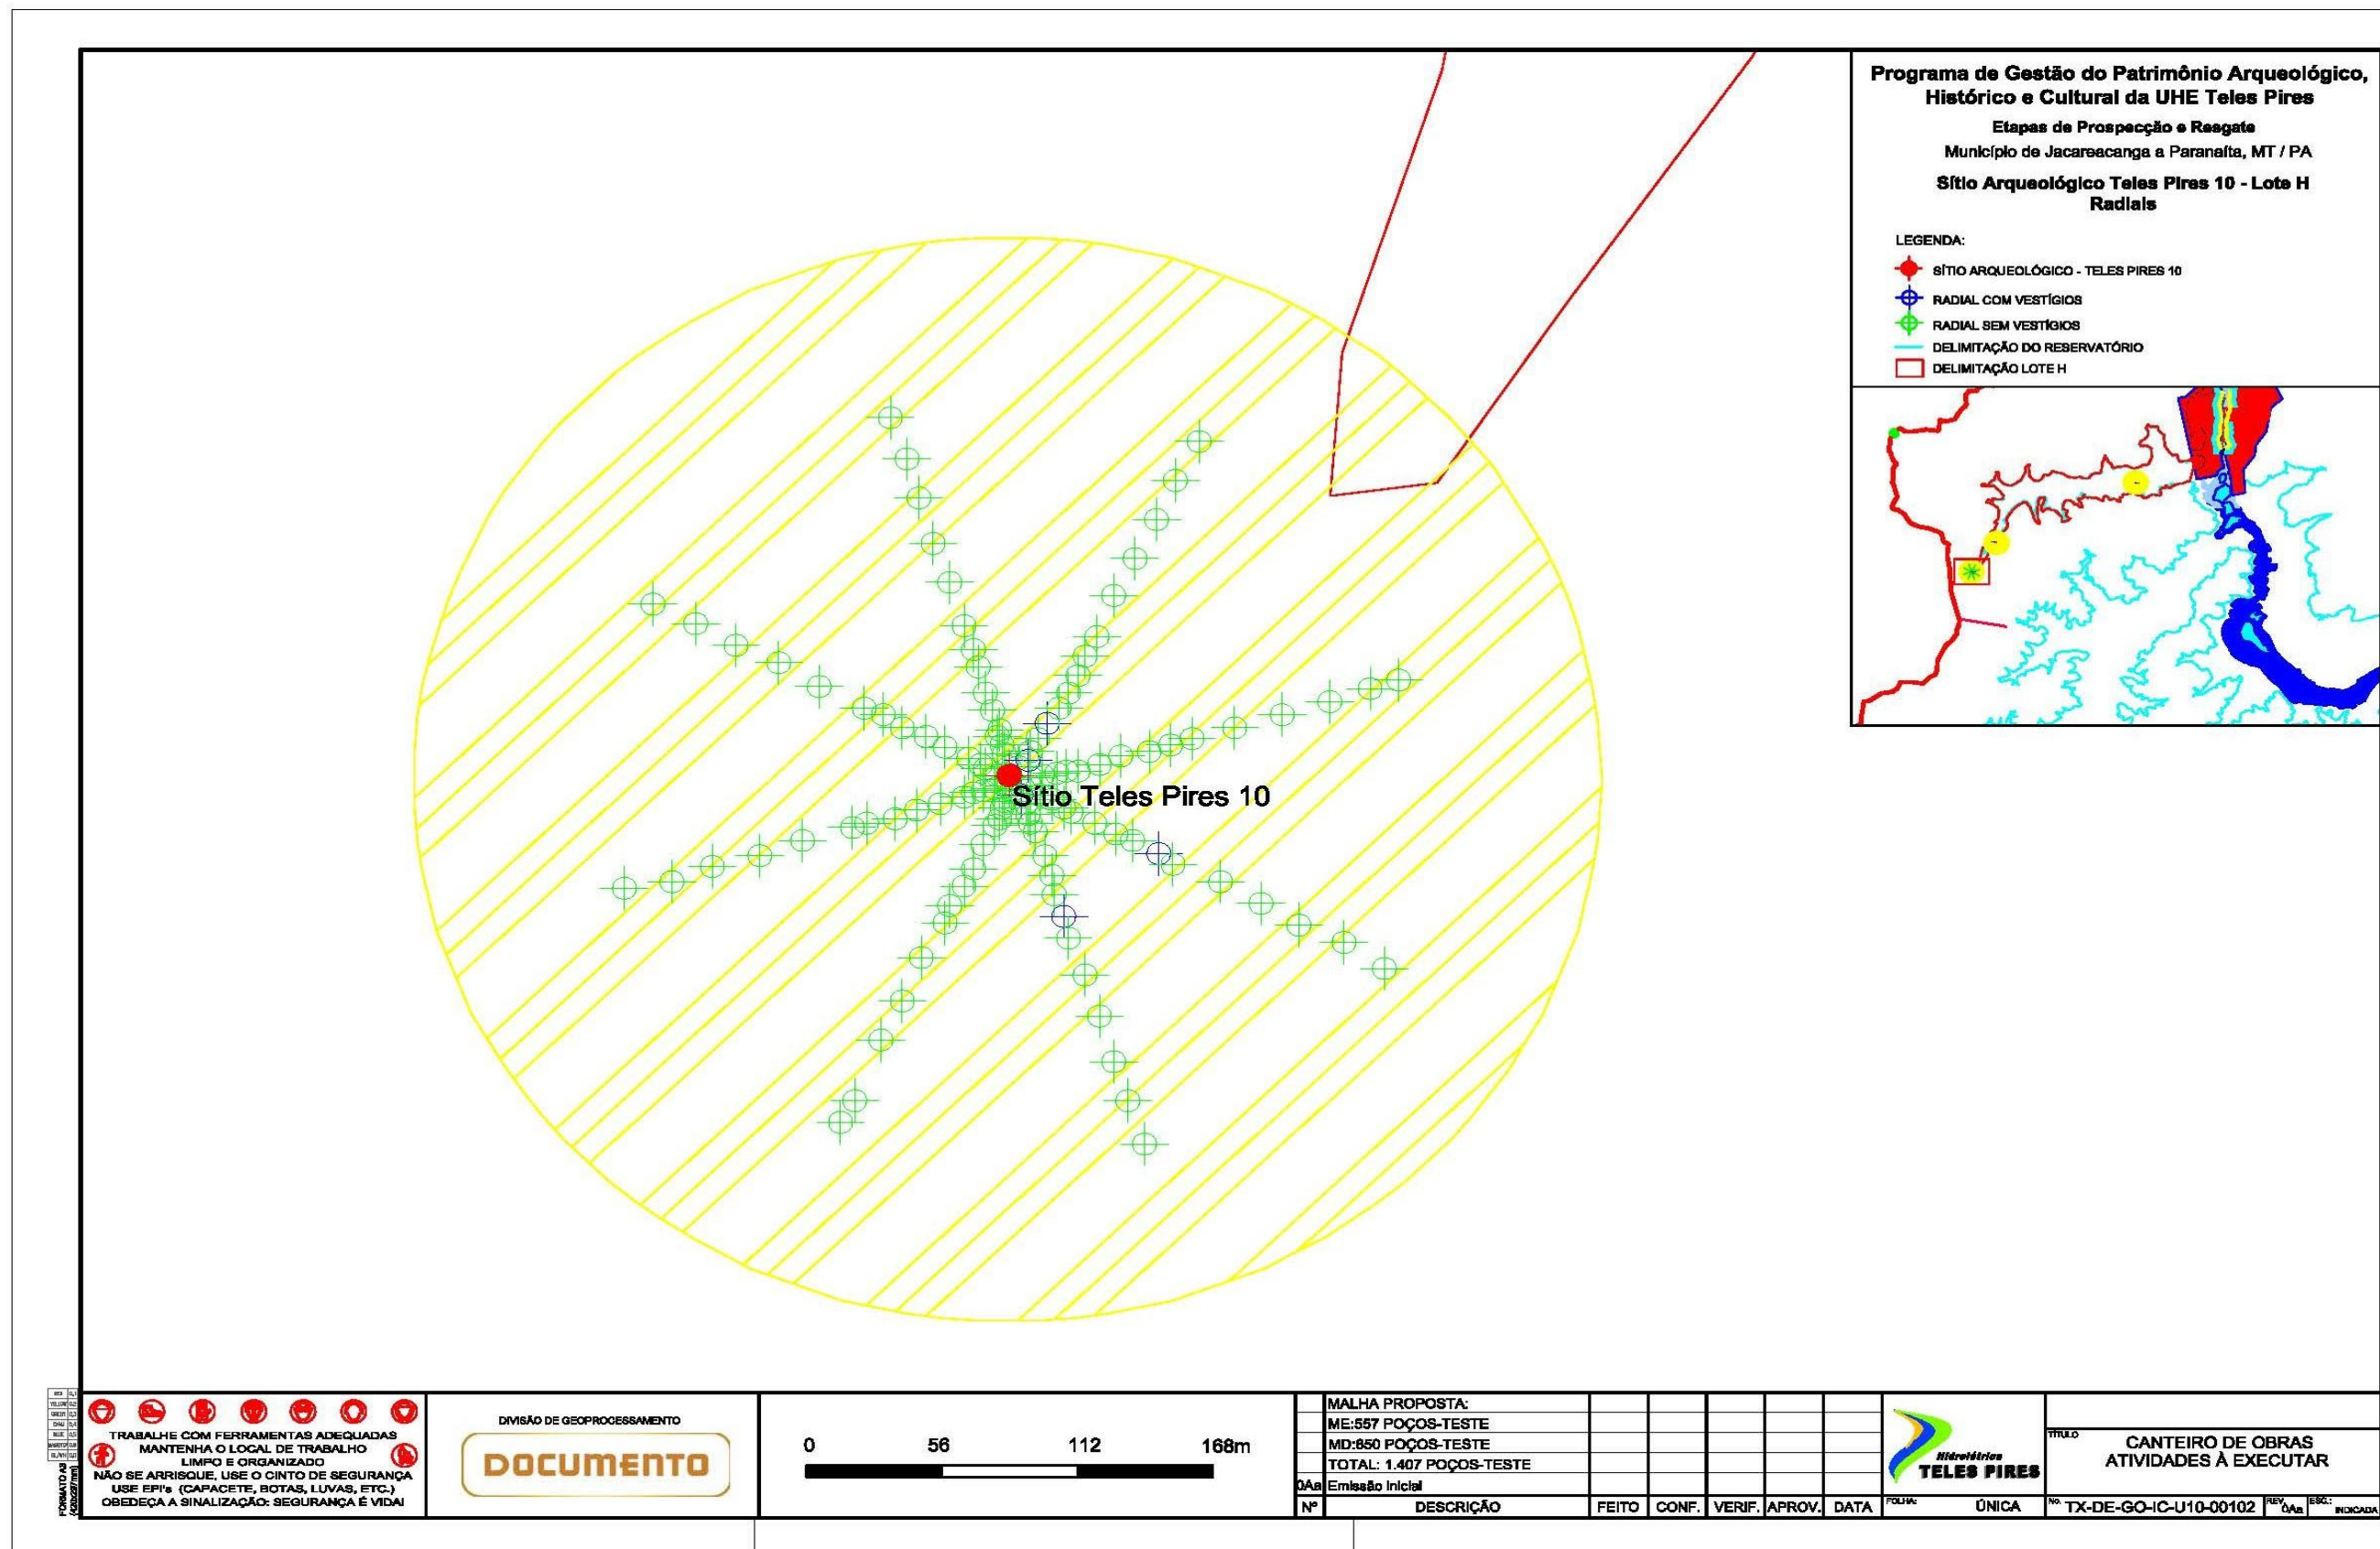 Programa de Gestão do Patrimônio Arqueológico,
Histórico e Cultural da UHE Teles Pires
Etapas de Prospecção e Resgate
Município de Jacareacanga a Paranaíta, MT / PA
Sítio Arqueológico Teles Pires 10 - Lote H
Radiais
LEGENDA:
SÍTIO ARQUEOLÓGICO - TELES PIRES 10
RADIAL COM VESTÍGIOS
RADIAL SEM VESTÍGIOS
DELIMITAÇÃO DO RESERVATÓRIO
DELIMITAÇÃO LOTE H
Sítio Teles Pires 10
TRABALHE COM FERRAMENTAS ADEQUADAS
MANTENHA O LOCAL DE TRABALHO
LIMPO E ORGANIZADO
NÃO SE ARRISQUE, USE O CINTO DE SEGURANÇA
USE EPI's (CAPACETE, BOTAS, LUVAS, ETC.)
OBEDEÇA A SINALIZAÇÃO: SEGURANÇA É VIDA!
FORMATO A3
(420x297mm)
DIVISÃO DE GEOPROCESSAMENTO
DOCUMENTO
0 56 112 168m
MALHA PROPOSTA:
ME:557 POÇOS-TESTE
MD:850 POÇOS-TESTE
TOTAL: 1.407 POÇOS-TESTE
0Aa Emissão Inicial
Nº DESCRIÇÃO FEITO CONF. VERIF. APROV. DATA
Hidrelétrica
TELES PIRES
FOLHA: ÚNICA
TÍTULO
CANTEIRO DE OBRAS
ATIVIDADES À EXECUTAR
No. TX-DE-GO-IC-U10-00102 REV. 0Aa ESC.: INDICADA